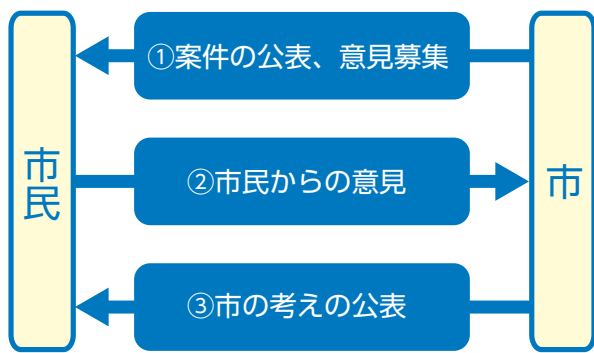 ①案件の公表、意見募集
市民
②市民からの意見
市
③市の考えの公表